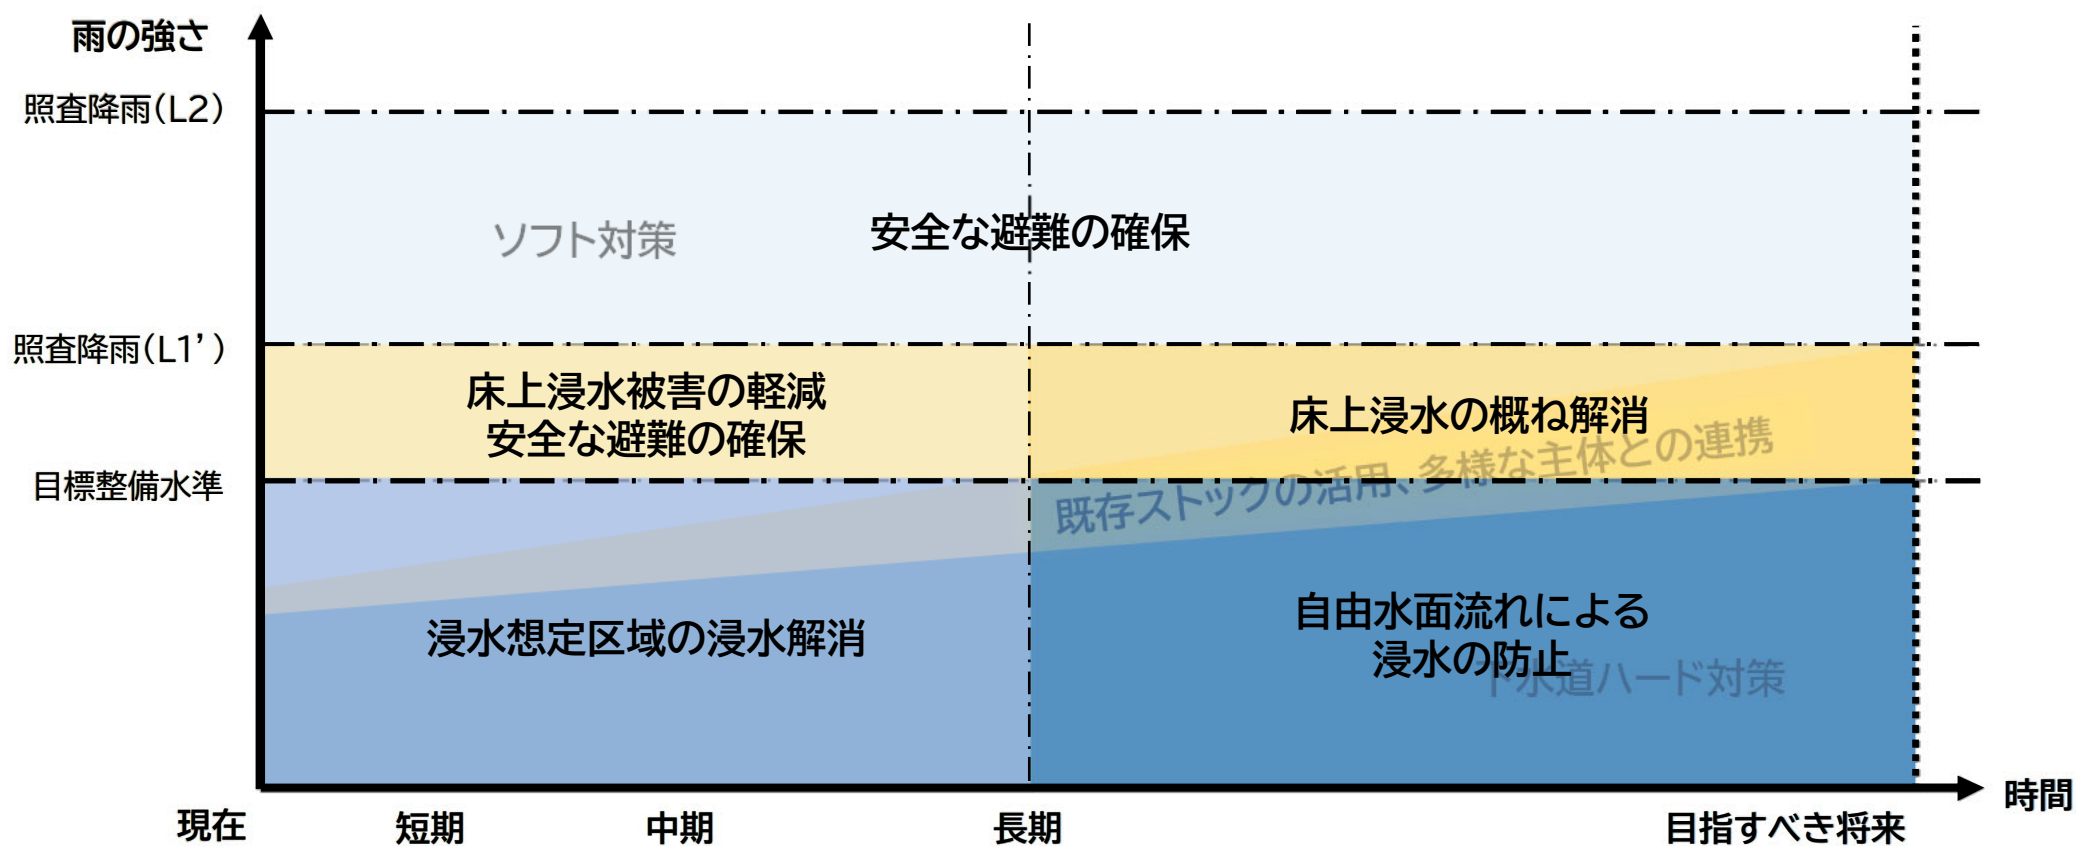 雨の強さ
照査降雨(L2)
ソフト対策
安全な避難の確保
照査降雨(L1’)
床上浸水被害の軽減
安全な避難の確保
床上浸水の概ね解消
目標整備水準
既存ストックの活用、多様な主体との連携
浸水想定区域の浸水解消
自由水面流れによる
浸水の防止
下水道ハード対策
時間
現在
短期
中期
長期
目指すべき将来